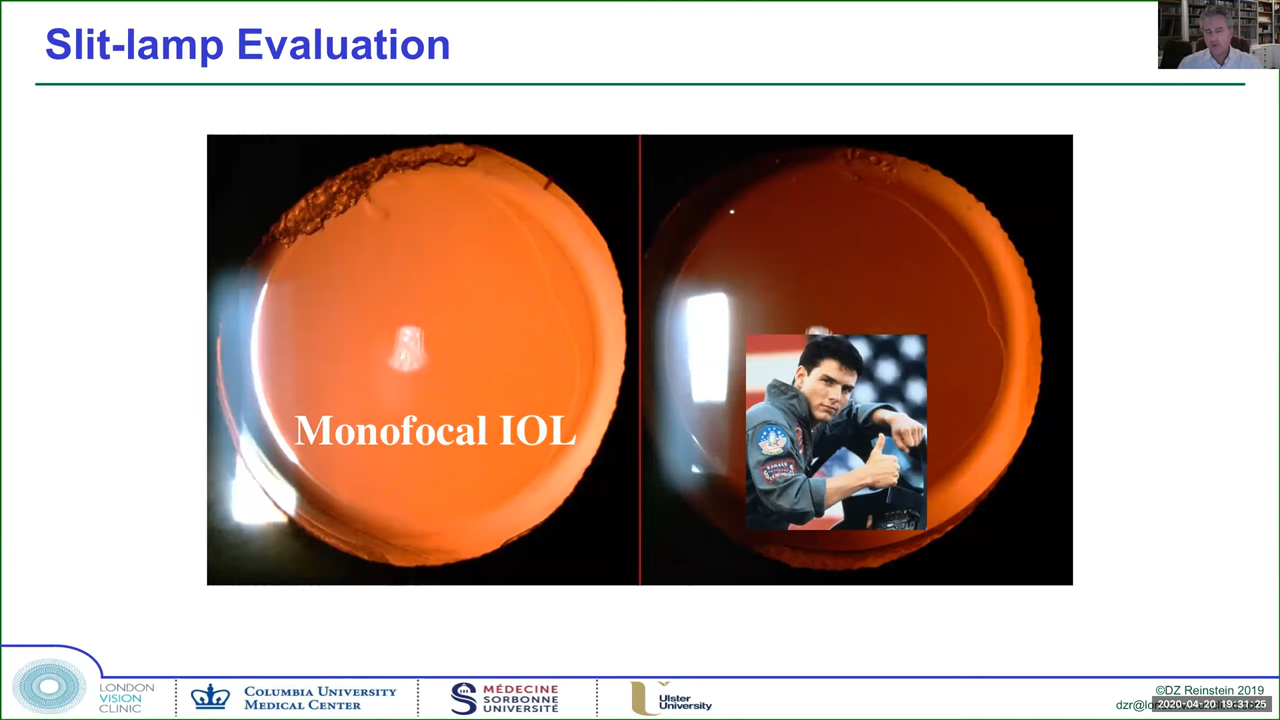 Slit-lamp Evaluation
Monofocal IOL
LONDON
VISION
CLINIC
COLUMBIA UNIVERSITY
MEDICAL CENTER
MÉDECINE
SORBONNE
UNIVERSITÉ
Ulster
University
©DZ Reinstein 2019
2020-04-20 19:31:25